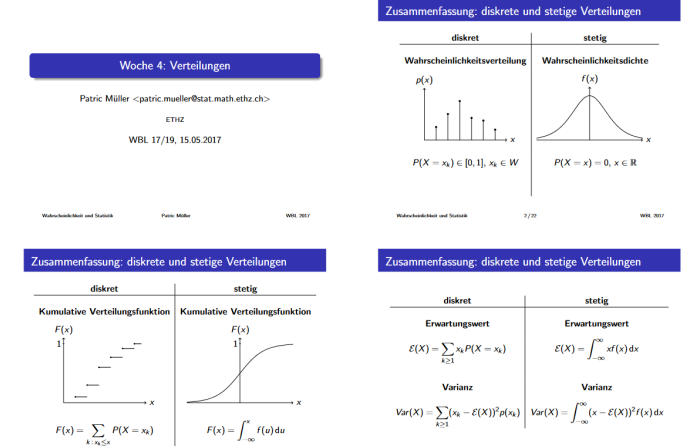 Woche 4: Verteilungen
Patric Müller <patric.mueller@stat.math.ethz.ch>
ETHZ
WBL 17/19, 15.05.2017
Wahrscheinlichkeit und Statistik Patric Müller WBL 2017
Zusammenfassung: diskrete und stetige Verteilungen
diskret stetig
Wahrscheinlichkeitsverteilung Wahrscheinlichkeitsdichte
p(x) f(x)
x x
P(X = x_k) ∈ [0, 1], x_k ∈ W P(X = x) = 0, x ∈ ℝ
Wahrscheinlichkeit und Statistik 2 / 22 WBL 2017
Zusammenfassung: diskrete und stetige Verteilungen
diskret stetig
Kumulative Verteilungsfunktion Kumulative Verteilungsfunktion
F(x) F(x)
1 1
x x
F(x) = ∑_{k : x_k ≤ x} P(X = x_k) F(x) = ∫_{-∞}^{x} f(u) du
Zusammenfassung: diskrete und stetige Verteilungen
diskret stetig
Erwartungswert Erwartungswert
ℰ(X) = ∑_{k≥1} x_k P(X = x_k) ℰ(X) = ∫_{-∞}^{∞} xf(x) dx
Varianz Varianz
Var(X) = ∑_{k≥1} (x_k − ℰ(X))² p(x_k) Var(X) = ∫_{-∞}^{∞} (x − ℰ(X))² f(x) dx